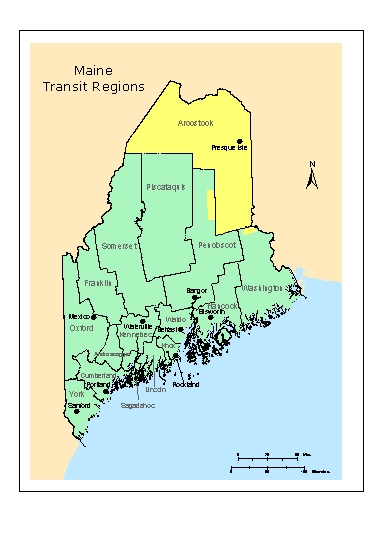 Maine
Transit Regions
Aroostook
Presque Isle
N
Piscataquis
Somerset
Penobscot
Franklin
Washington
Bangor
Hancock
Ellsworth
Mexico
Oxford
Waterville
Waldo
Belfast
Kennebec
Knox
Androscoggin
Cumberland
Rockland
Portland
York
Lincoln
Sanford
Sagadahoc